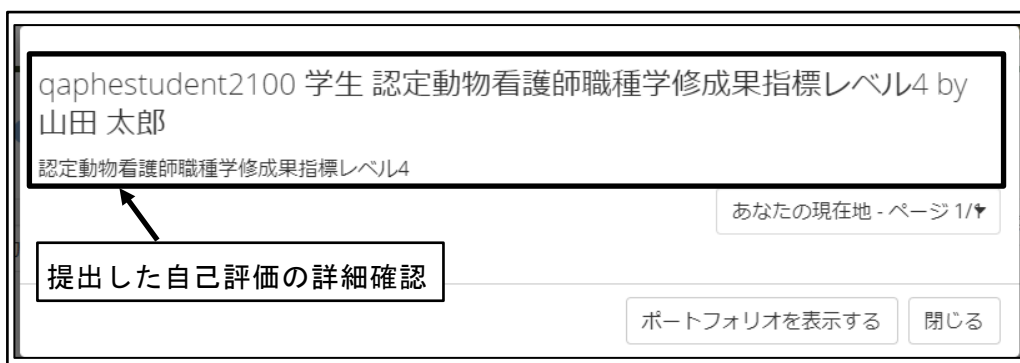 qaphestudent2100 学生 認定動物看護師職種学修成果指標レベル4 by
山田 太郎
認定動物看護師職種学修成果指標レベル4
あなたの現在地 - ページ 1/1
提出した自己評価の詳細確認
ポートフォリオを表示する
閉じる